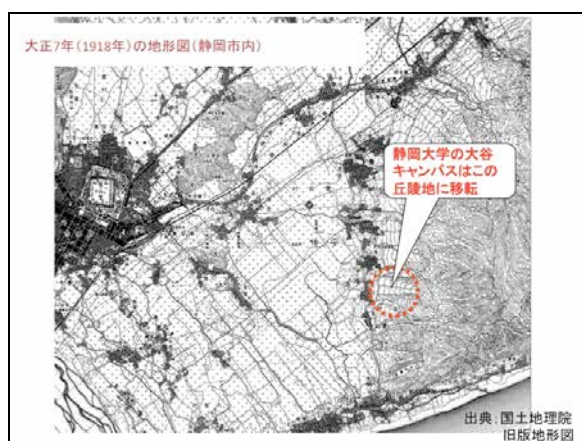 大正7年(1918年)の地形図(静岡市内)
静岡大学の大谷
キャンパスはこの
丘陵地に移転
出典:国土地理院
旧版地形図